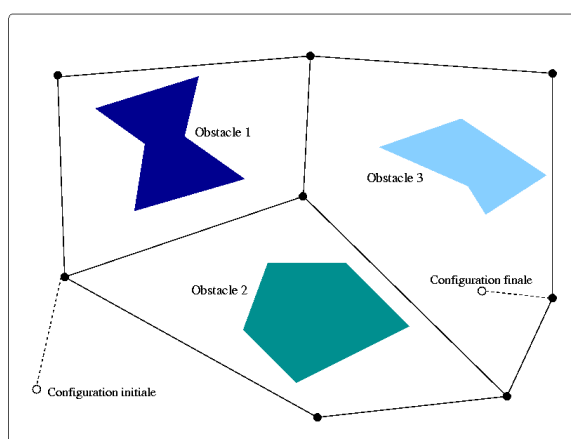 Obstacle 1
Obstacle 3
Obstacle 2
Configuration finale
Configuration initiale